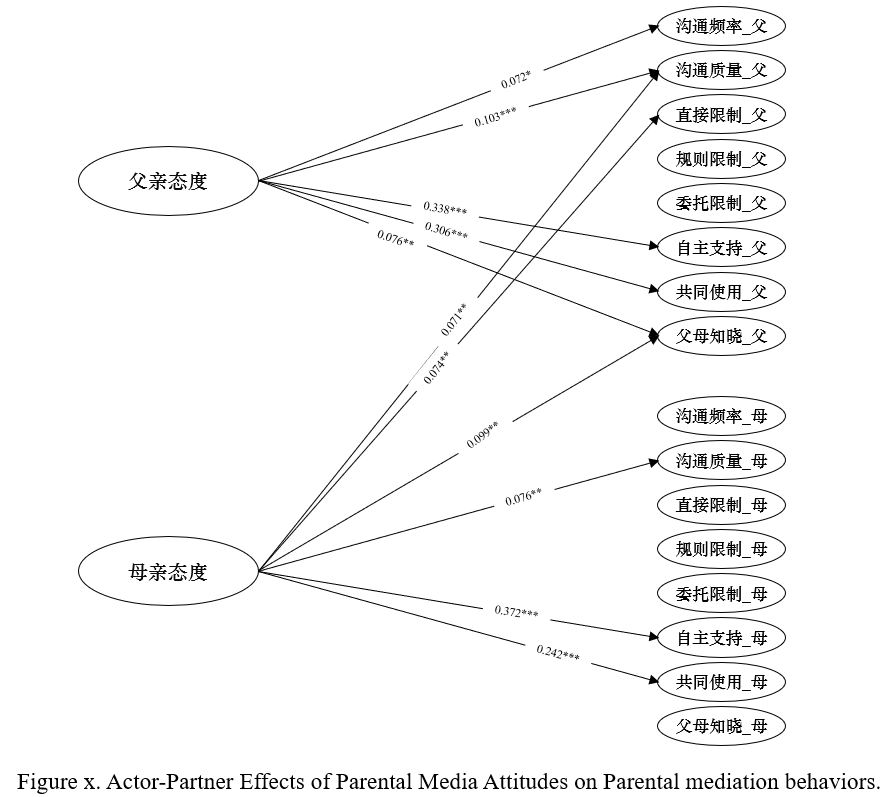 沟通频率_父
0.072*
沟通质量_父
0.103***
直接限制_父
规则限制_父
父亲态度
委托限制_父
0.338***
0.306***
0.076**
自主支持_父
共同使用_父
0.071**
父母知晓_父
0.074**
沟通频率_母
0.099**
沟通质量_母
0.076**
直接限制_母
规则限制_母
母亲态度
委托限制_母
0.372***
自主支持_母
0.242***
共同使用_母
父母知晓_母
Figure x. Actor-Partner Effects of Parental Media Attitudes on Parental mediation behaviors.